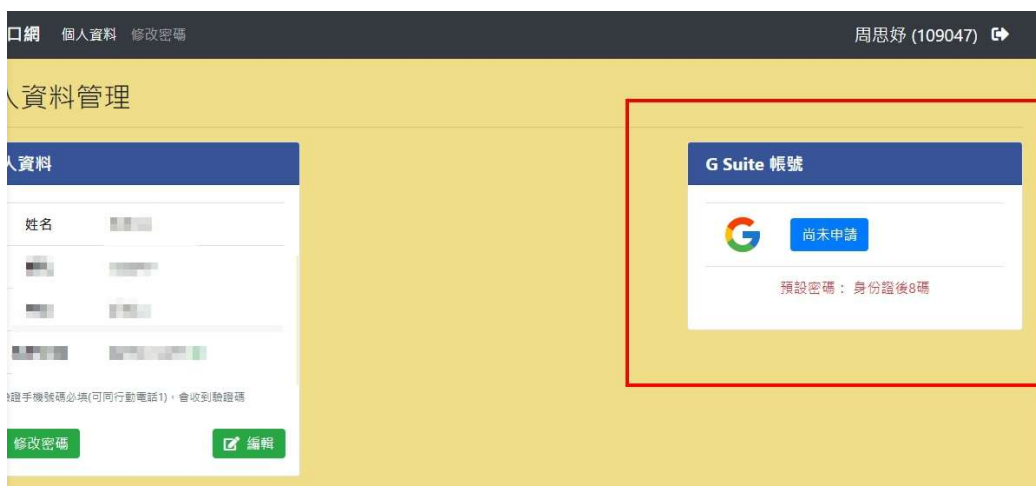 口網 個人資料 修改密碼
周思妤 (109047)
人資料管理
人資料
姓名
驗證手機號碼必填(可同行動電話1)，會收到驗證碼
修改密碼
編輯
G Suite 帳號
尚未申請
預設密碼： 身份證後8碼